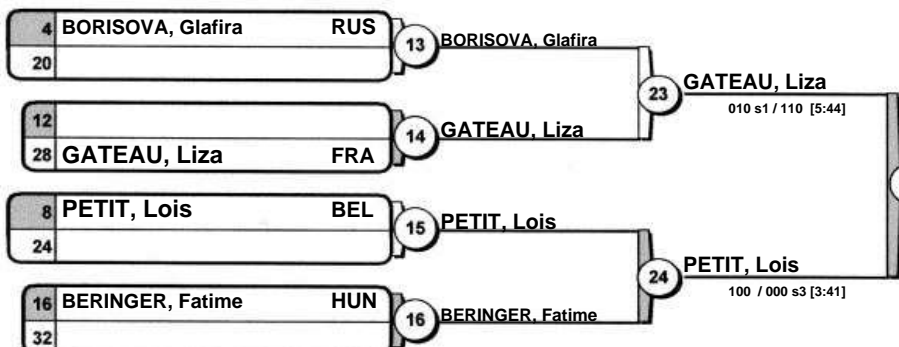 4 BORISOVA, Glafira RUS
20
13 BORISOVA, Glafira
12
28 GATEAU, Liza FRA
14 GATEAU, Liza
23 GATEAU, Liza
010 s1 / 110 [5:44]
8 PETIT, Lois BEL
24
15 PETIT, Lois
16 BERINGER, Fatime HUN
32
16 BERINGER, Fatime
24 PETIT, Lois
100 / 000 s3 [3:41]